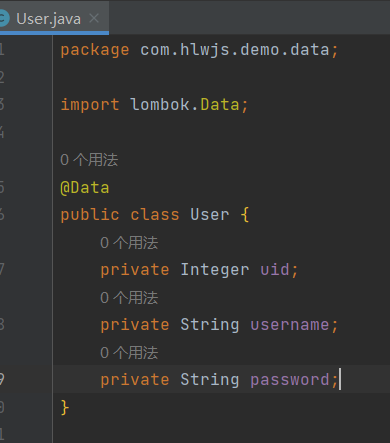 User.java
1 package com.hlwjs.demo.data;
2
3 import lombok.Data;
4
0 个用法
5 @Data
6 public class User {
0 个用法
7 private Integer uid;
0 个用法
8 private String username;
0 个用法
9 private String password;
0 }
1